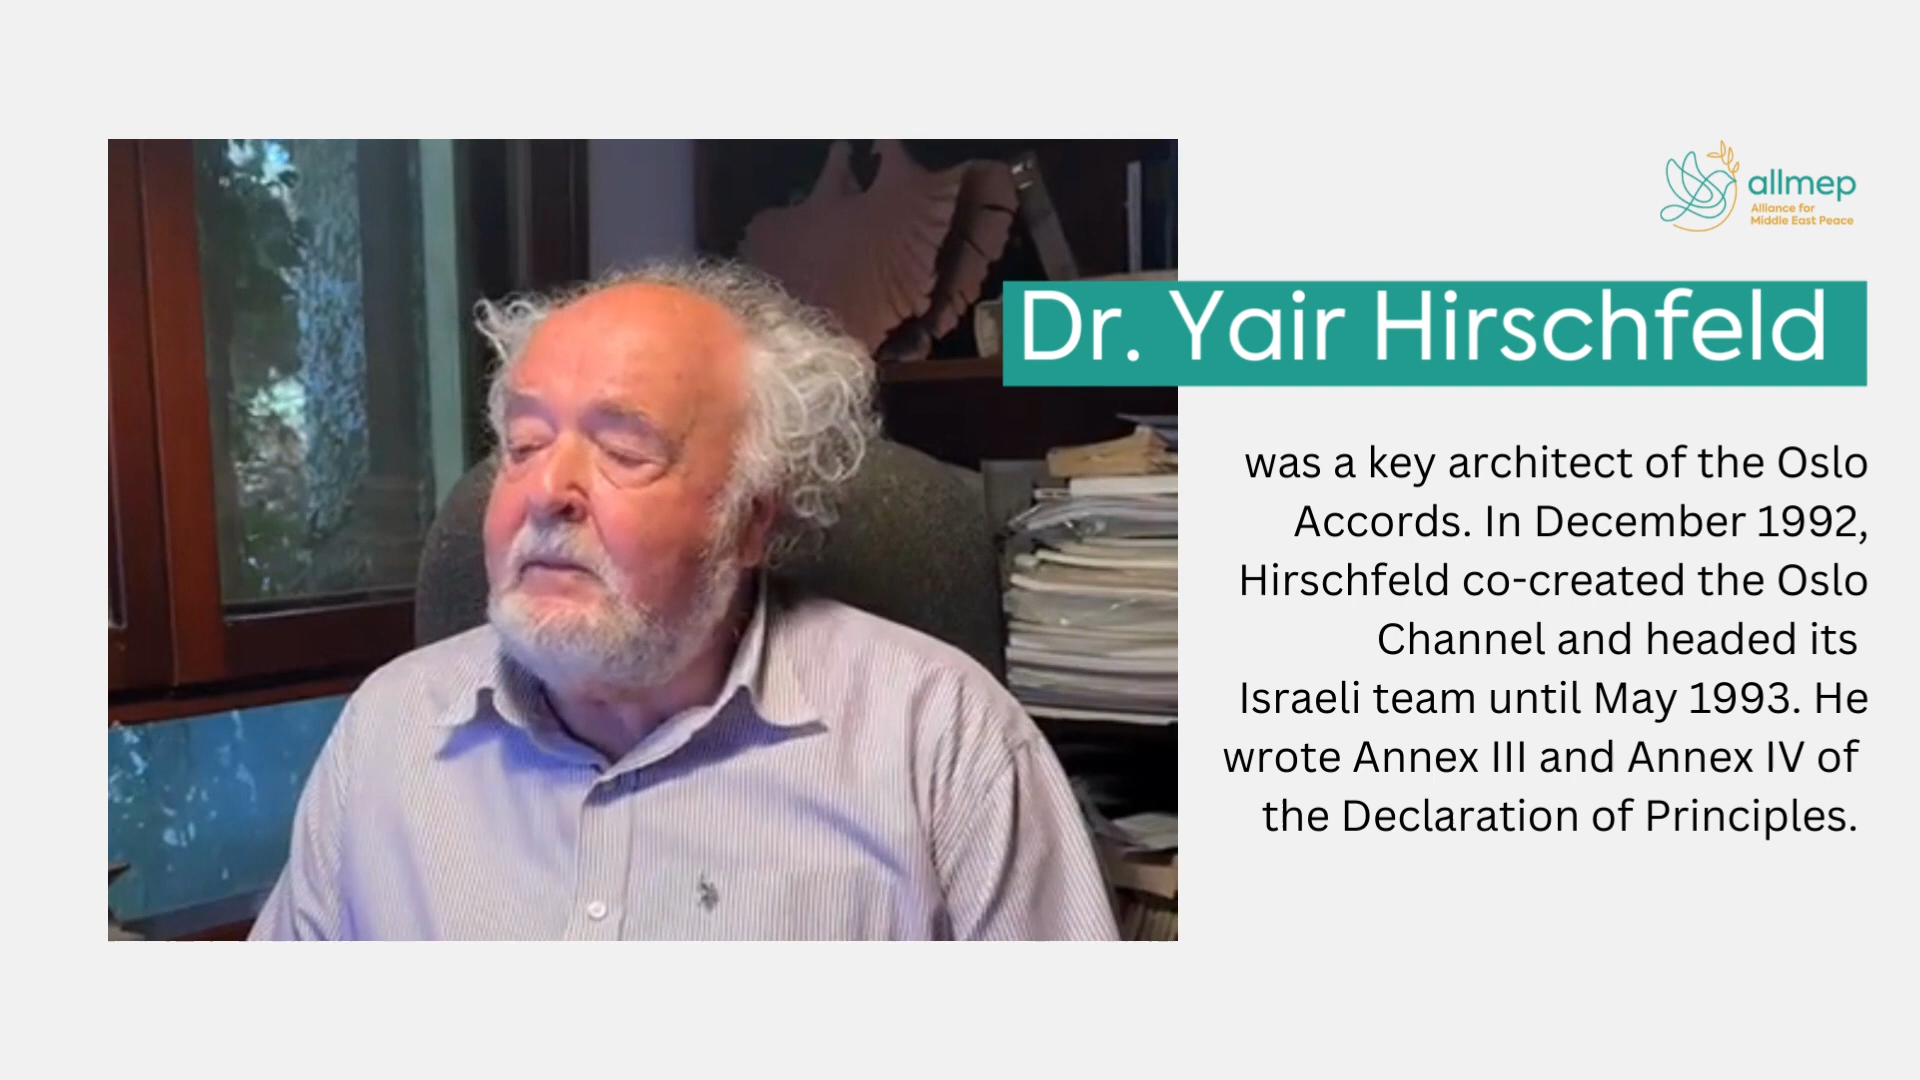 allmep
Alliance for
Middle East Peace
Dr. Yair Hirschfeld
was a key architect of the Oslo
Accords. In December 1992,
Hirschfeld co-created the Oslo
Channel and headed its
Israeli team until May 1993. He
wrote Annex III and Annex IV of
the Declaration of Principles.